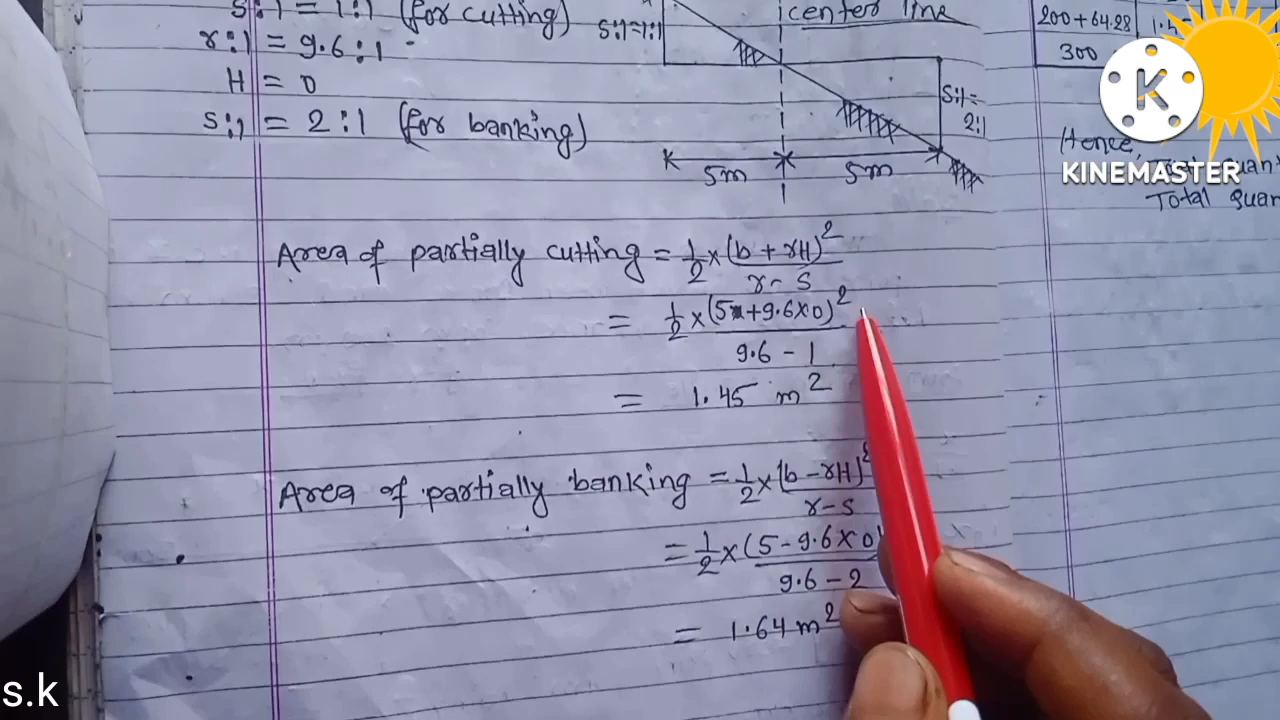 s:1 = 1:1 (for cutting)
r:1 = 9.6:1
H = 0
s:1 = 2:1 (for banking)
S:1=1:1
center line
S:1=
2:1
5m
5m
200+64.28
300
Hence,
Total quar
K
KINEMASTER
Area of partially cutting = 1/2 × (b + rH)²
r - s
= 1/2 × (5+9.6×0)²
9.6 - 1
= 1.45 m²
Area of partially banking = 1/2 × (b - rH)²
r - s
= 1/2 × (5 - 9.6 × 0)
9.6 - 2
= 1.64 m²
s.k